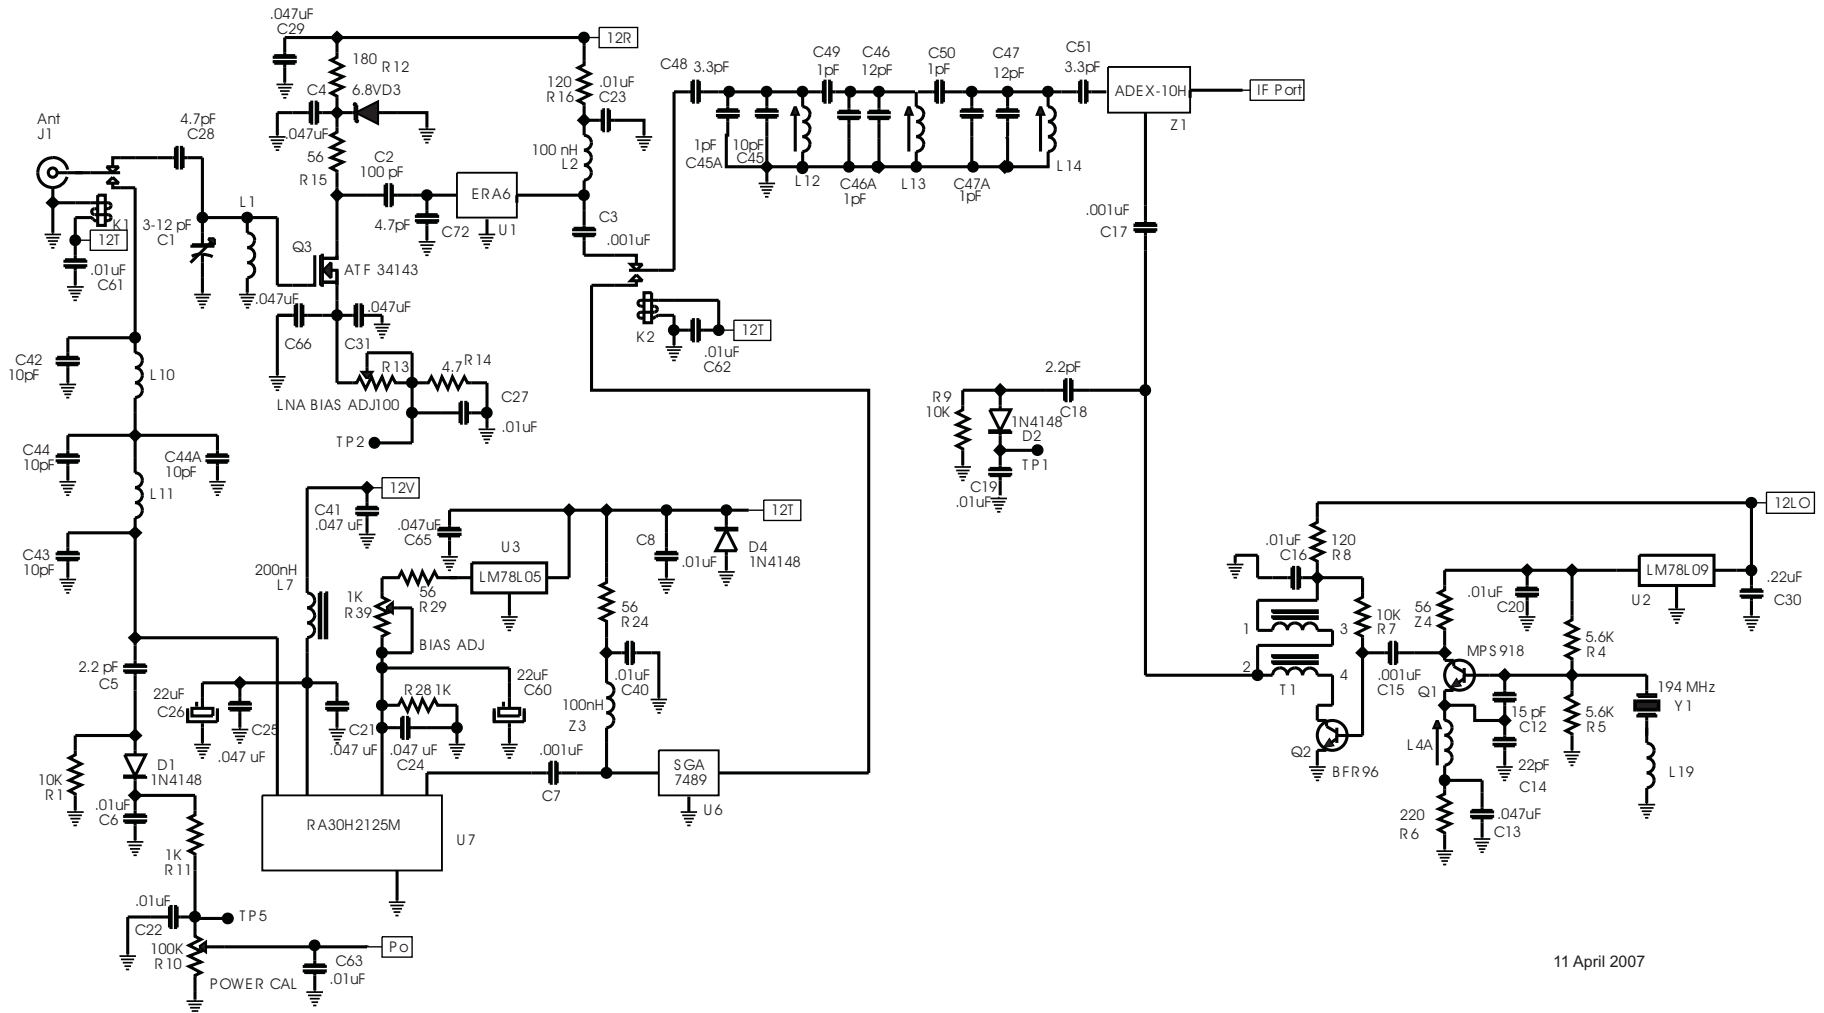 .047uF
C29
12R
180 R12
C4
6.8VD3
.047uF
56
R15
120
R16
.01uF
C23
100 nH
L2
C2
100 pF
ERA6
U1
4.7pF
C72
C3
.001uF
Ant
J1
4.7pF
C28
K1
12T
.01uF
C61
3-12 pF
C1
L1
Q3
ATF 34143
.047uF
C66
.047uF
C31
R13
4.7 R14
LNA BIAS ADJ100
C27
.01uF
TP2
K2
12T
.01uF
C62
C48 3.3pF
C49
1pF
C46
12pF
C50
1pF
C47
12pF
C51
3.3pF
ADEX-10H
Z1
IF Port
1pF
C45A
10pF
C45
L12
C46A
1pF
L13
C47A
1pF
L14
.001uF
C17
C42
10pF
L10
C44
10pF
C44A
10pF
L11
C43
10pF
2.2 pF
C5
12V
C41
.047 uF
200nH
L7
.047uF
C65
U3
LM78L05
56
R29
1K
R39
BIAS ADJ
12T
C8
.01uF
D4
1N4148
56
R24
.01uF
C40
100nH
Z3
22uF
C60
R28 1K
.047 uF
C24
22uF
C26
C25
.047 uF
C21
.047 uF
.001uF
C7
SGA
7489
U6
RA30H2125M
U7
D1
1N4148
10K
R1
.01uF
C6
1K
R11
.01uF
C22
TP5
100K
R10
POWER CAL
Po
C63
.01uF
2.2pF
C18
R9
10K
1N4148
D2
TP1
C19
.01uF
12LO
.01uF
C16
120
R8
1
3
2
4
T1
10K
R7
.001uF
C15
56
Z4
MPS918
Q1
Q2
BFR96
.01uF
C20
LM78L09
U2
.22uF
C30
5.6K
R4
5.6K
R5
15 pF
C12
22pF
C14
L4A
220
R6
.047uF
C13
194 MHz
Y1
L19
11 April 2007